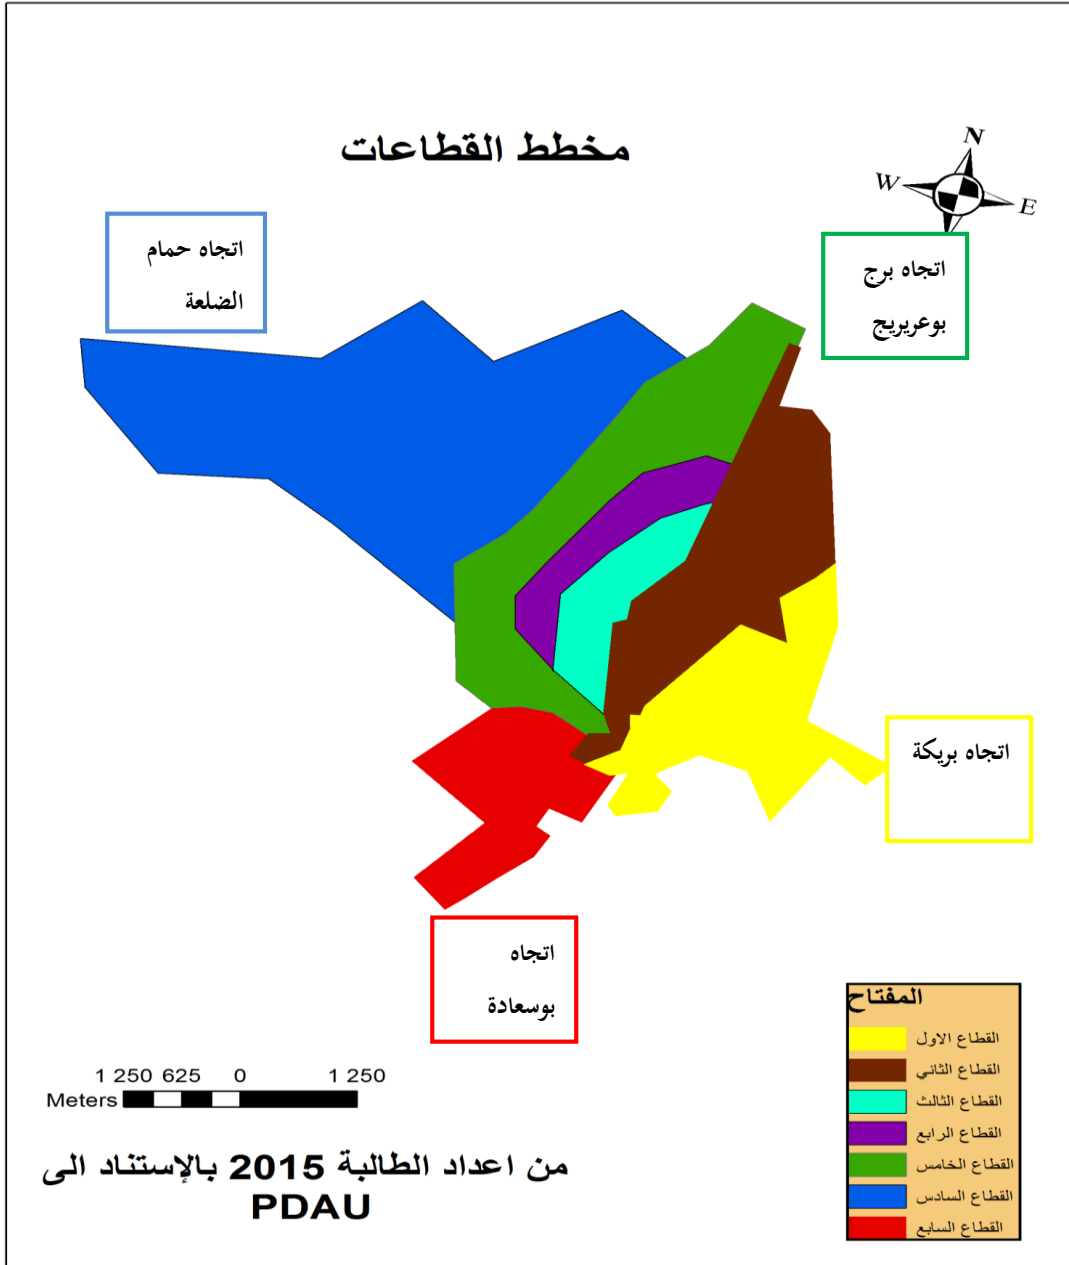 مخطط القطاعات
N
W
E
اتجاه حمام
الضلعة
اتجاه برج
بوعريريج
اتجاه بريكة
اتجاه
بوسعادة
المفتاح
القطاع الاول
القطاع الثاني
القطاع الثالث
القطاع الرابع
القطاع الخامس
القطاع السادس
القطاع السابع
1 250 625 0 1 250
Meters
من اعداد الطالبة 2015 بالإستناد الى
PDAU